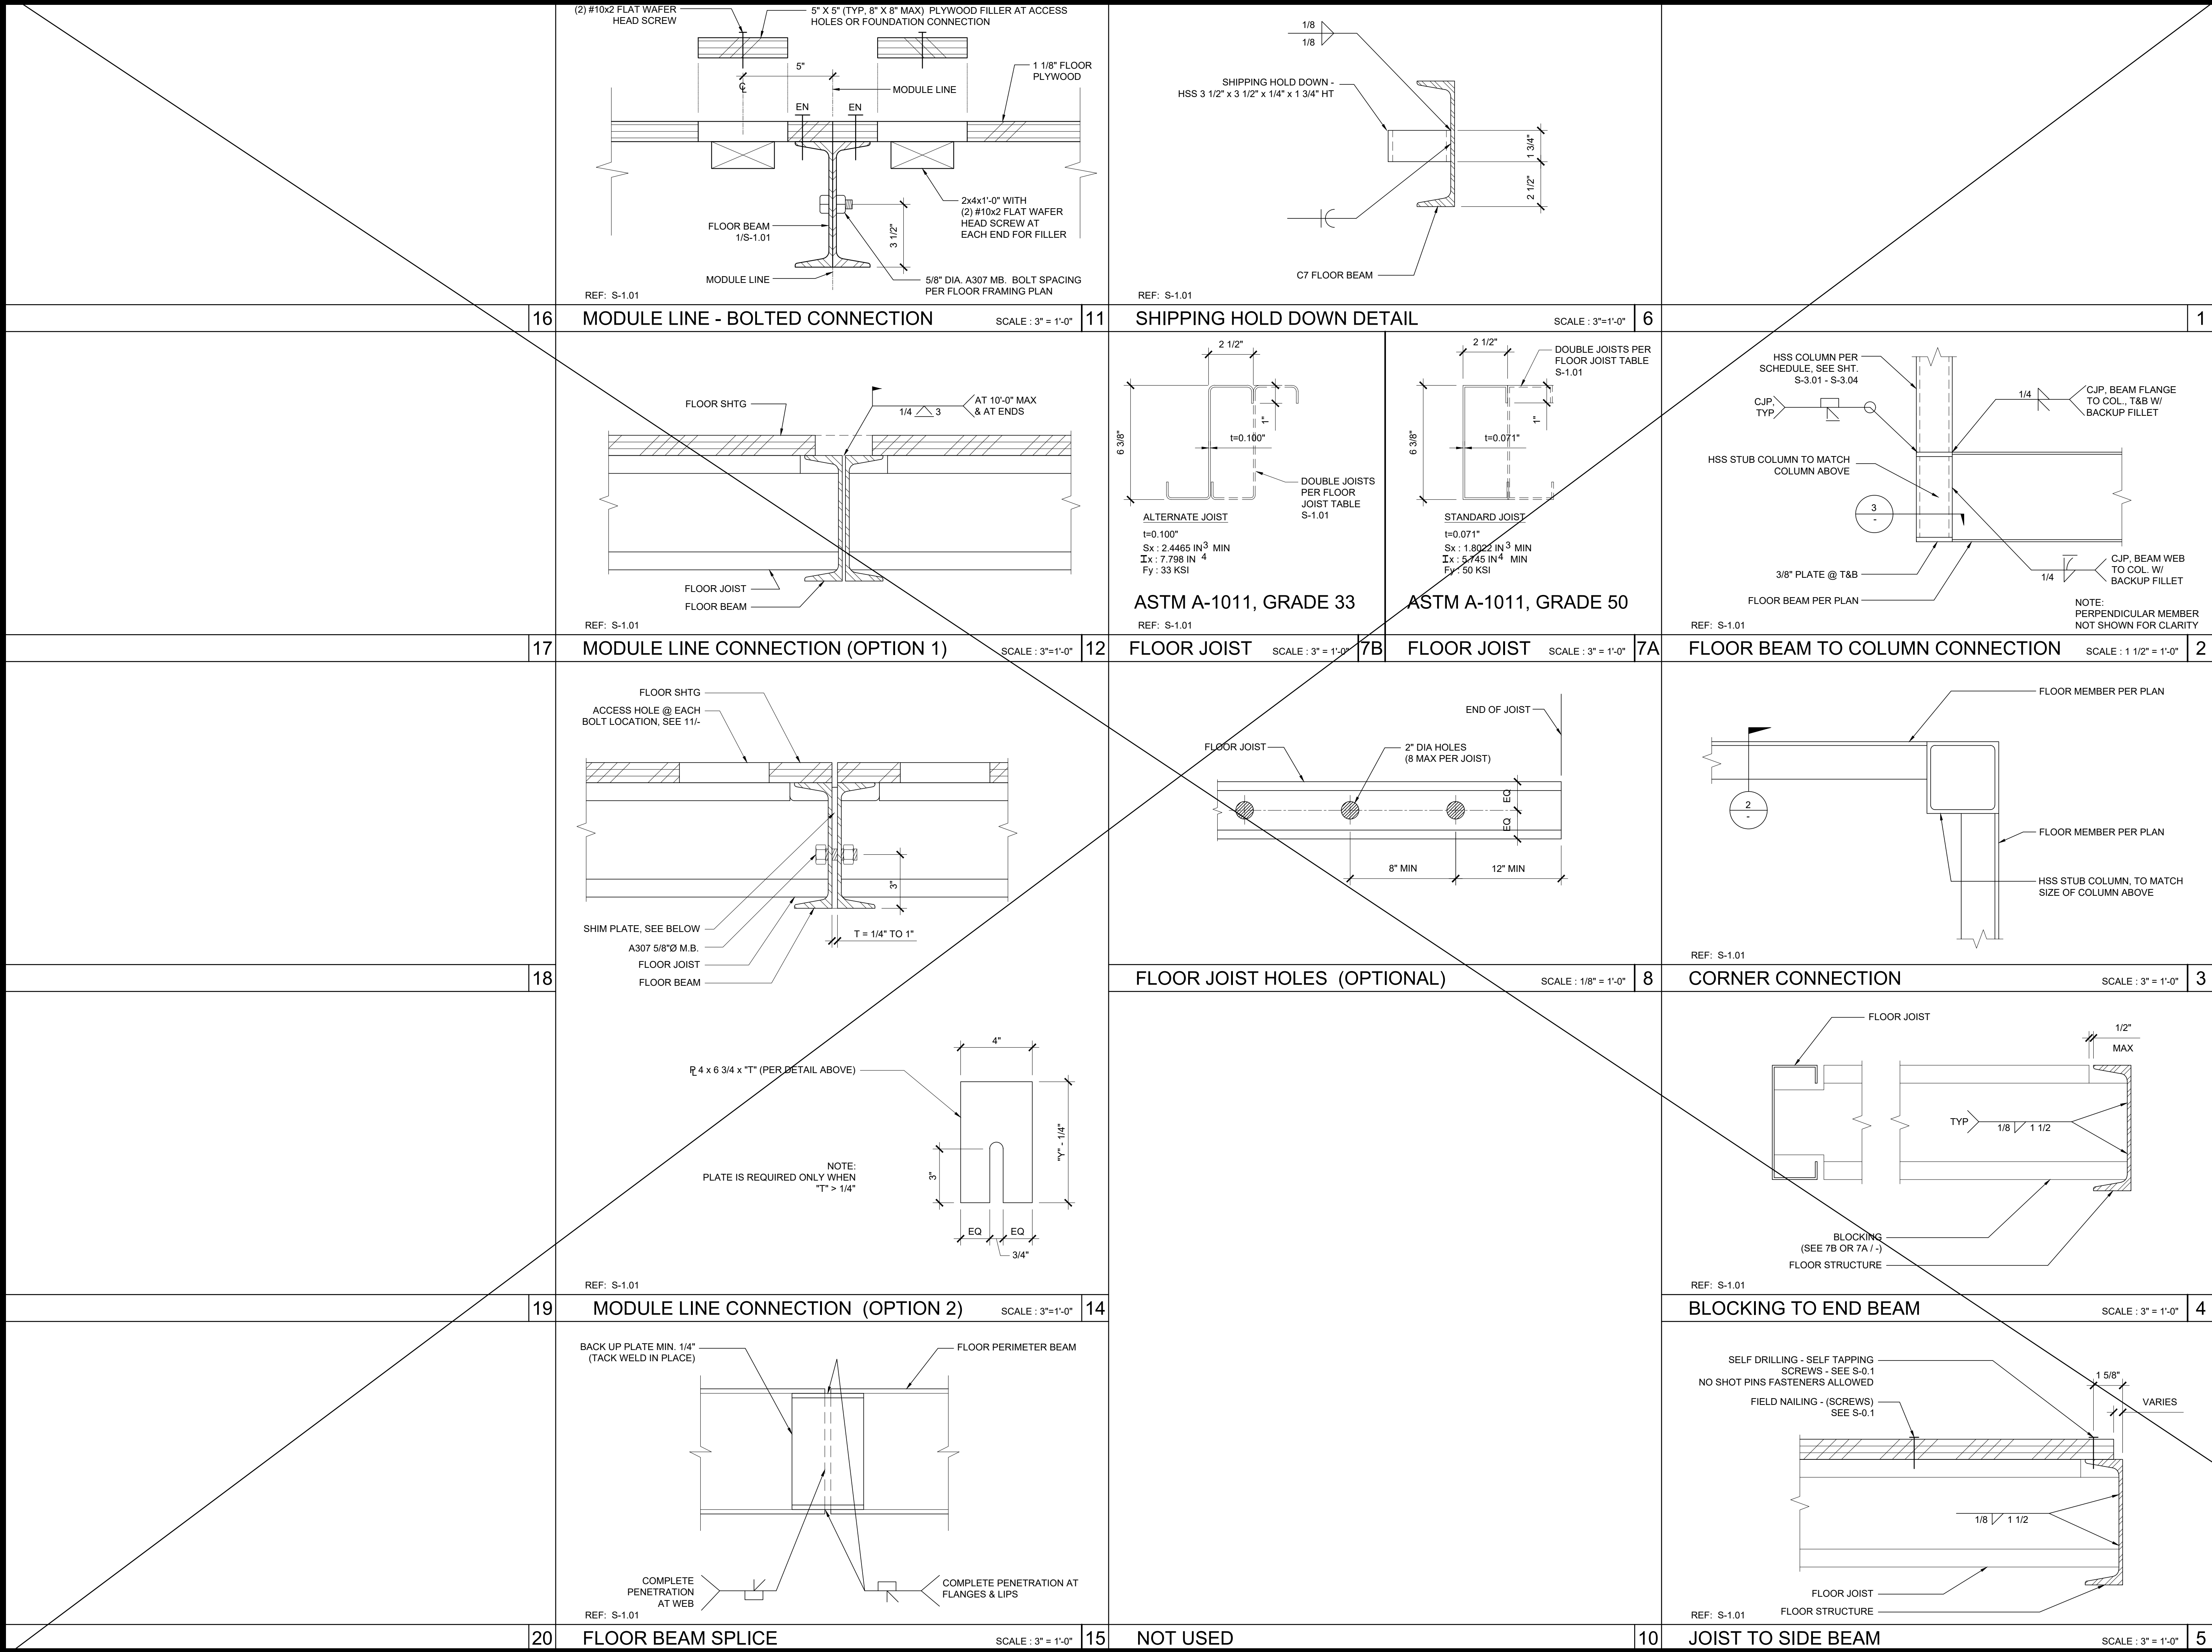 (2) #10x2 FLAT WAFER
HEAD SCREW
5" X 5" (TYP, 8" X 8" MAX) PLYWOOD FILLER AT ACCESS
HOLES OR FOUNDATION CONNECTION
5"
1 1/8" FLOOR
PLYWOOD
MODULE LINE
EN
EN
2x4x1'-0" WITH
(2) #10x2 FLAT WAFER
HEAD SCREW AT
EACH END FOR FILLER
FLOOR BEAM
1/S-1.01
3 1/2"
MODULE LINE
5/8" DIA. A307 MB. BOLT SPACING
PER FLOOR FRAMING PLAN
REF: S-1.01
16
MODULE LINE - BOLTED CONNECTION
SCALE : 3" = 1'-0"
11
1/8
1/8
SHIPPING HOLD DOWN -
HSS 3 1/2" x 3 1/2" x 1/4" x 1 3/4" HT
1 3/4"
2 1/2"
C7 FLOOR BEAM
REF: S-1.01
SHIPPING HOLD DOWN DETAIL
SCALE : 3"=1'-0"
6
1
FLOOR SHTG
1/4
3
AT 10'-0" MAX
& AT ENDS
FLOOR JOIST
FLOOR BEAM
REF: S-1.01
17
MODULE LINE CONNECTION (OPTION 1)
SCALE : 3"=1'-0"
12
2 1/2"
6 3/8"
1"
t=0.100"
DOUBLE JOISTS
PER FLOOR
JOIST TABLE
S-1.01
ALTERNATE JOIST
t=0.100"
Sx : 2.4465 IN3 MIN
Ix : 7.798 IN 4
Fy : 33 KSI
ASTM A-1011, GRADE 33
REF: S-1.01
FLOOR JOIST
SCALE : 3" = 1'-0"
7B
2 1/2"
DOUBLE JOISTS PER
FLOOR JOIST TABLE
S-1.01
6 3/8"
1"
t=0.071"
STANDARD JOIST
t=0.071"
Sx : 1.8022 IN3 MIN
Ix : 5.745 IN4 MIN
Fy : 50 KSI
ASTM A-1011, GRADE 50
FLOOR JOIST
SCALE : 3" = 1'-0"
7A
HSS COLUMN PER
SCHEDULE, SEE SHT.
S-3.01 - S-3.04
CJP,
TYP
1/4
CJP, BEAM FLANGE
TO COL., T&B W/
BACKUP FILLET
HSS STUB COLUMN TO MATCH
COLUMN ABOVE
3
-
3/8" PLATE @ T&B
1/4
CJP, BEAM WEB
TO COL. W/
BACKUP FILLET
FLOOR BEAM PER PLAN
NOTE:
PERPENDICULAR MEMBER
NOT SHOWN FOR CLARITY
REF: S-1.01
FLOOR BEAM TO COLUMN CONNECTION
SCALE : 1 1/2" = 1'-0"
2
FLOOR SHTG
ACCESS HOLE @ EACH
BOLT LOCATION, SEE 11/-
3"
SHIM PLATE, SEE BELOW
T = 1/4" TO 1"
A307 5/8"Ø M.B.
FLOOR JOIST
FLOOR BEAM
18
END OF JOIST
FLOOR JOIST
2" DIA HOLES
(8 MAX PER JOIST)
EQ
EQ
8" MIN
12" MIN
FLOOR JOIST HOLES (OPTIONAL)
SCALE : 1/8" = 1'-0"
8
FLOOR MEMBER PER PLAN
2
-
FLOOR MEMBER PER PLAN
HSS STUB COLUMN, TO MATCH
SIZE OF COLUMN ABOVE
REF: S-1.01
CORNER CONNECTION
SCALE : 3" = 1'-0"
3
4"
PL 4 x 6 3/4 x "T" (PER DETAIL ABOVE)
"Y" - 1/4"
3"
NOTE:
PLATE IS REQUIRED ONLY WHEN
"T" > 1/4"
EQ
EQ
3/4"
REF: S-1.01
19
MODULE LINE CONNECTION (OPTION 2)
SCALE : 3"=1'-0"
14
FLOOR JOIST
1/2"
MAX
TYP
1/8
1 1/2
BLOCKING
(SEE 7B OR 7A / -)
FLOOR STRUCTURE
REF: S-1.01
BLOCKING TO END BEAM
SCALE : 3" = 1'-0"
4
BACK UP PLATE MIN. 1/4"
(TACK WELD IN PLACE)
FLOOR PERIMETER BEAM
COMPLETE
PENETRATION
AT WEB
COMPLETE PENETRATION AT
FLANGES & LIPS
REF: S-1.01
20
FLOOR BEAM SPLICE
SCALE : 3" = 1'-0"
15
NOT USED
10
SELF DRILLING - SELF TAPPING
SCREWS - SEE S-0.1
NO SHOT PINS FASTENERS ALLOWED
1 5/8"
FIELD NAILING - (SCREWS)
SEE S-0.1
VARIES
1/8
1 1/2
FLOOR JOIST
FLOOR STRUCTURE
REF: S-1.01
JOIST TO SIDE BEAM
SCALE : 3" = 1'-0"
5